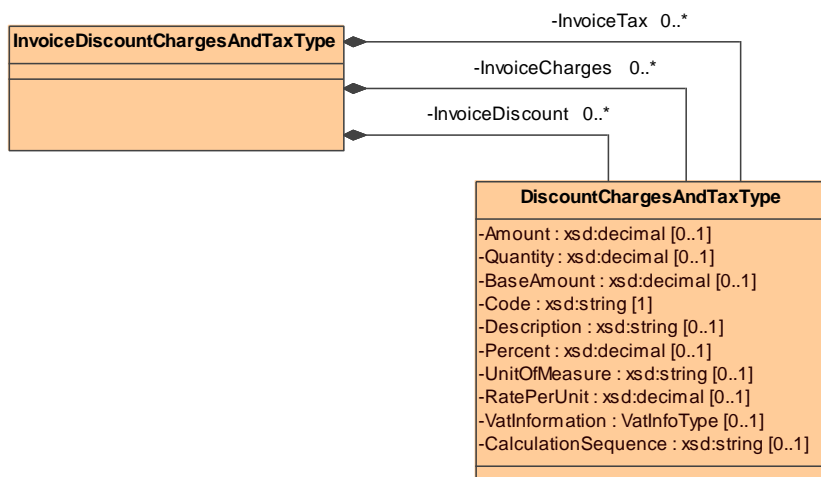 InvoiceDiscountChargesAndTaxType
-InvoiceTax 0..*
-InvoiceCharges 0..*
-InvoiceDiscount 0..*
DiscountChargesAndTaxType
-Amount : xsd:decimal [0..1]
-Quantity : xsd:decimal [0..1]
-BaseAmount : xsd:decimal [0..1]
-Code : xsd:string [1]
-Description : xsd:string [0..1]
-Percent : xsd:decimal [0..1]
-UnitOfMeasure : xsd:string [0..1]
-RatePerUnit : xsd:decimal [0..1]
-VatInformation : VatInfoType [0..1]
-CalculationSequence : xsd:string [0..1]